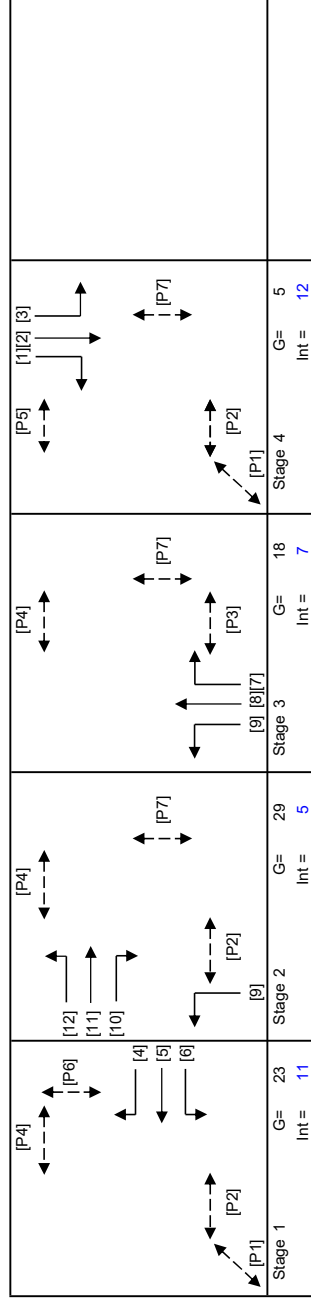 [P4]
[P6]
[4]
[5]
[6]
[P2]
[P1]
Stage 1
G= 23
Int = 11
[P4]
[12]
[11]
[10]
[P7]
[P2]
[9]
Stage 2
G= 29
Int = 5
[P4]
[P7]
[P3]
[9] [8][7]
Stage 3
G= 18
Int = 7
[1][2] [3]
[P5]
[P7]
[P2]
[P1]
Stage 4
G= 5
Int = 12